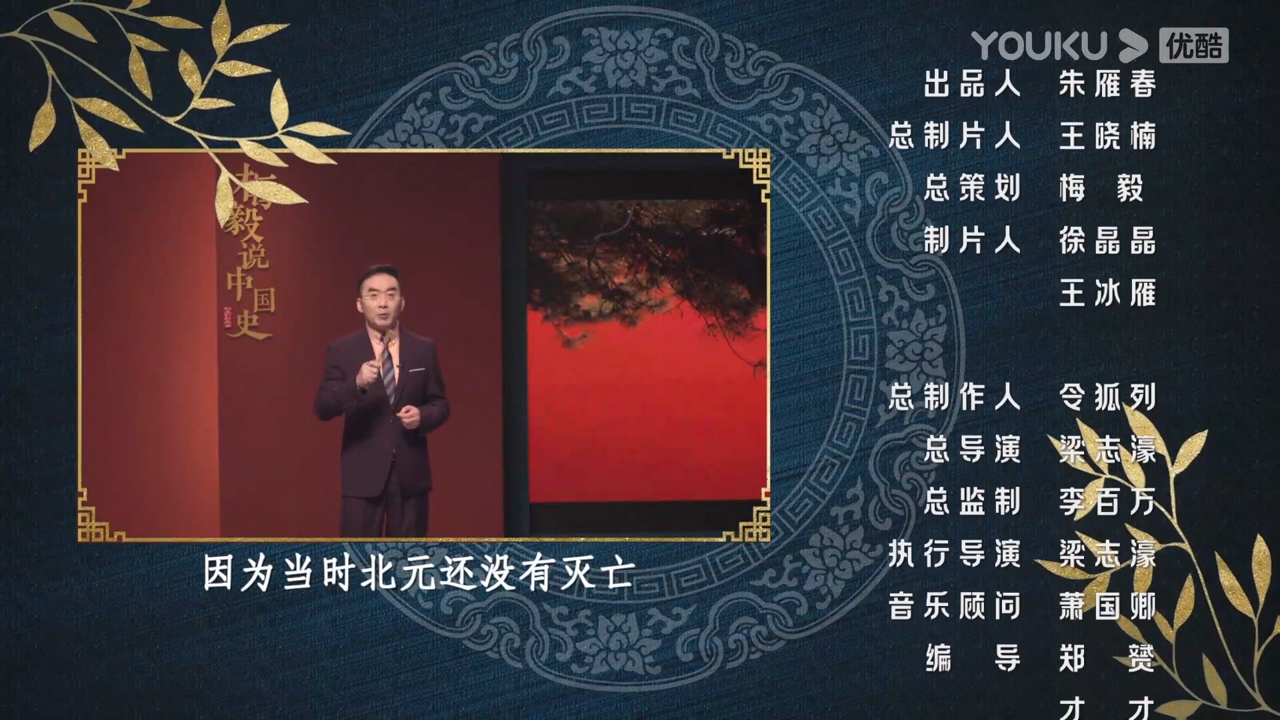 YOUKU 优酷
梅毅说中国史
因为当时北元还没有灭亡
出品人 朱雁春
总制片人 王晓楠
总策划 梅毅
制片人 徐晶晶
王冰雁
总制作人 令狐列
总导演 梁志濠
总监制 李百万
执行导演 梁志濠
音乐顾问 萧国卿
编导 郑赟
才才